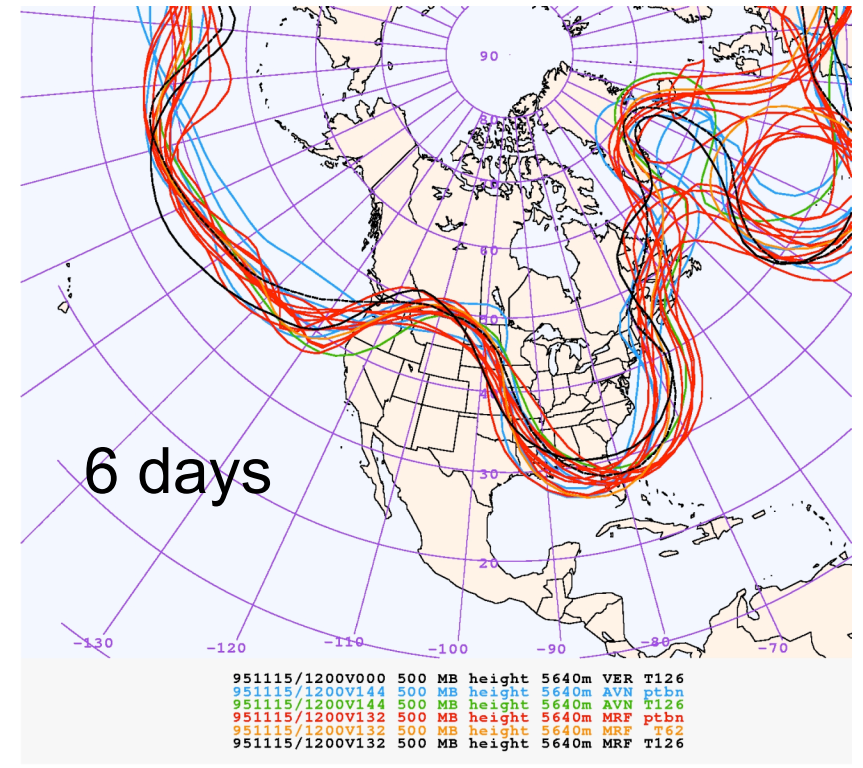 90
80
70
60
50
40
30
20
6 days
-130 -120 -110 -100 -90 -80 -70
951115/1200V000 500 MB height 5640m VER T126
951115/1200V144 500 MB height 5640m AVN ptbn
951115/1200V144 500 MB height 5640m AVN T126
951115/1200V132 500 MB height 5640m MRF ptbn
951115/1200V132 500 MB height 5640m MRF T62
951115/1200V132 500 MB height 5640m MRF T126